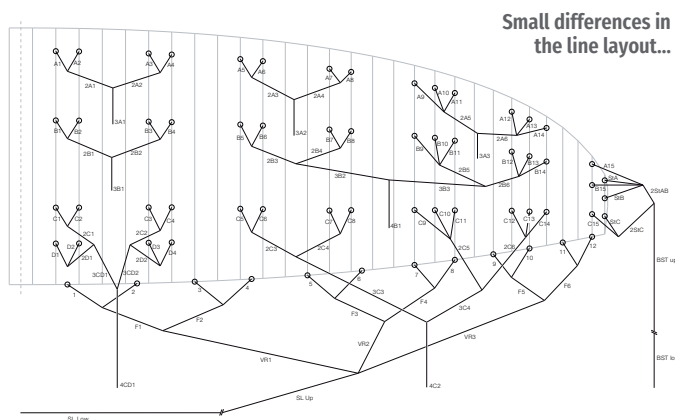 Small differences in
the line layout...
A1 A2 A3 A4
2A1 2A2
3A1
A5 A6 A7 A8
2A3 2A4
3A2
A9 A10 A11 A12 A13 A14
2A5 2A6
3A3
B1 B2 B3 B4
2B1 2B2
3B1
B5 B6 B7 B8
2B3 2B4
3B2
B9 B10 B11 B12 B13 B14
2B5 2B6
3B3
4B1
A15
StA
B15
StB
2StAB
C15 StC
2StC
C1 C2 C3 C4
2C1 2C2
D1 D2 D3 D4
2D1 2D2
3CD1 3CD2
C5 C6 C7 C8
2C3 2C4
3C3
C9 C10 C11 C12 C13 C14
2C5 2C6
3C4
1 2 3 4 5 6 7 8 9 10 11 12
F1 F2 F3 F4 F5 F6
VR1 VR2 VR3
4CD1
4C2
SL Up
SL Low
BST up
BST lo